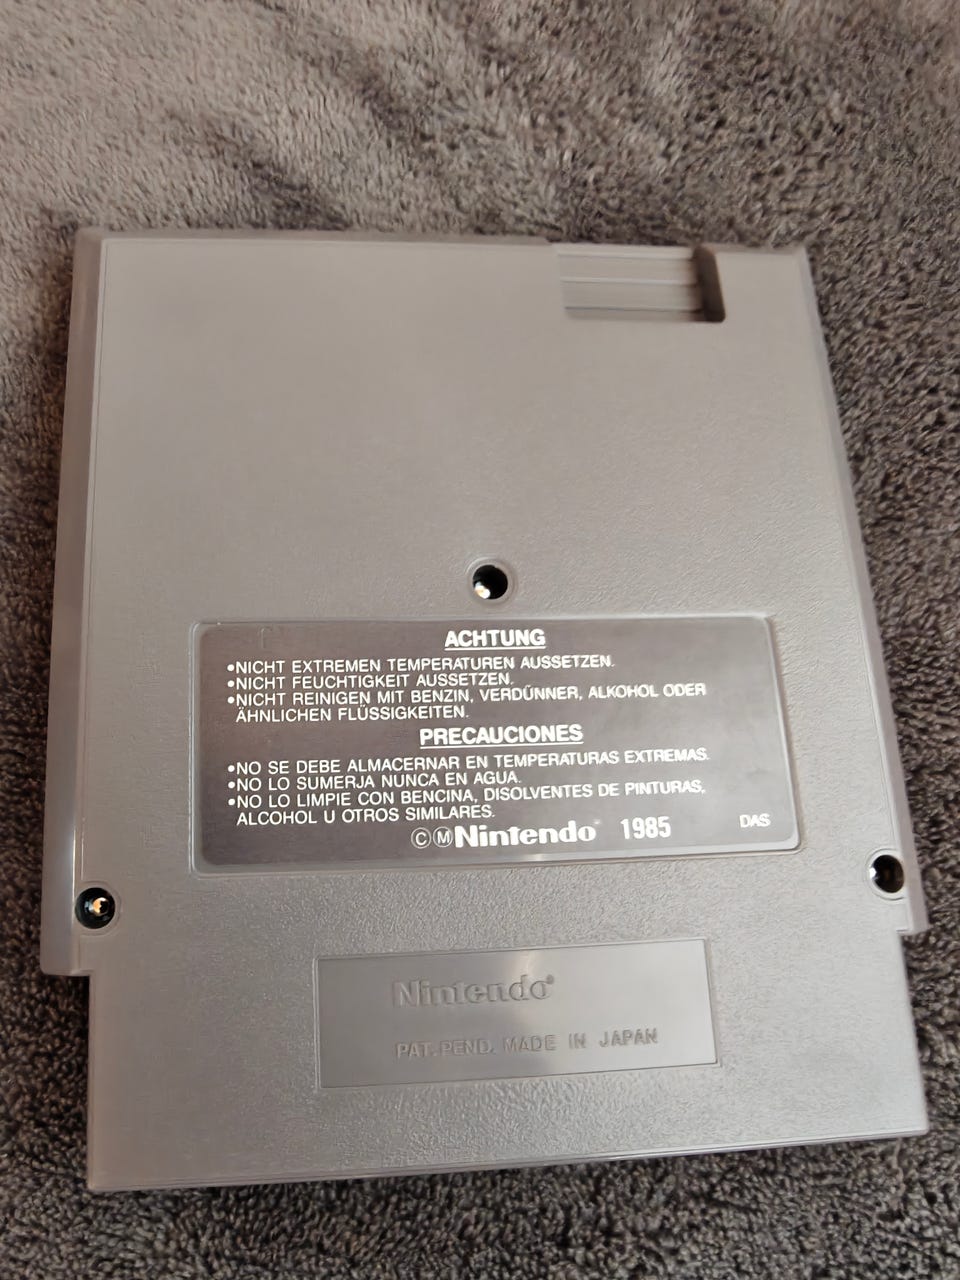 ACHTUNG
•NICHT EXTREMEN TEMPERATUREN AUSSETZEN.
•NICHT FEUCHTIGKEIT AUSSETZEN.
•NICHT REINIGEN MIT BENZIN, VERDÜNNER, ALKOHOL ODER
ÄHNLICHEN FLÜSSIGKEITEN.
PRECAUCIONES
•NO SE DEBE ALMACERNAR EN TEMPERATURAS EXTREMAS.
•NO LO SUMERJA NUNCA EN AGUA.
•NO LO LIMPIE CON BENCINA, DISOLVENTES DE PINTURAS,
ALCOHOL U OTROS SIMILARES.
ⒸⓂNintendo® 1985 DAS
Nintendo®
PAT. PEND. MADE IN JAPAN